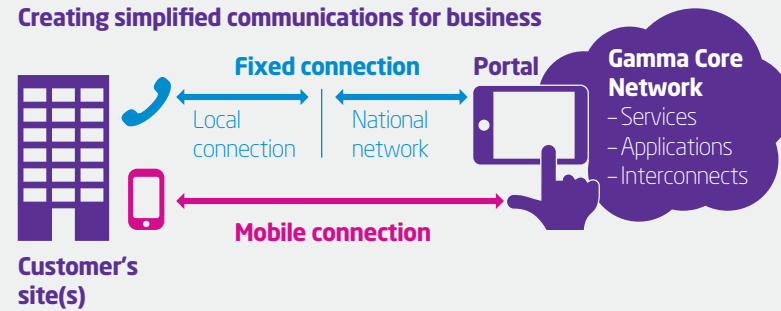 Creating simplified communications for business
Fixed connection
Portal
Local
connection
National
network
Gamma Core
Network
– Services
– Applications
– Interconnects
Mobile connection
Customer's
site(s)